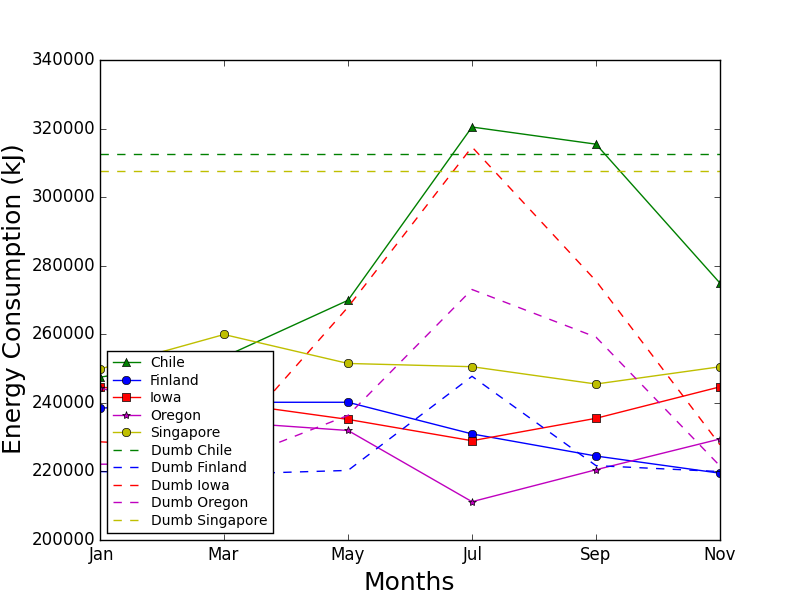 340000
320000
300000
280000
260000
240000
220000
200000
Energy Consumption (kJ)
Chile
Finland
Iowa
Oregon
Singapore
Dumb Chile
Dumb Finland
Dumb Iowa
Dumb Oregon
Dumb Singapore
Jan Mar May Jul Sep Nov
Months